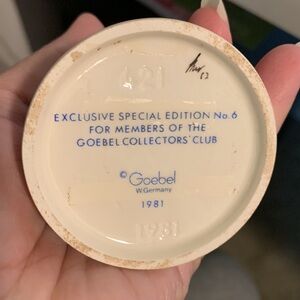 421
EXCLUSIVE SPECIAL EDITION No. 6
FOR MEMBERS OF THE
GOEBEL COLLECTORS' CLUB
© Goebel
W. Germany
1981
1981